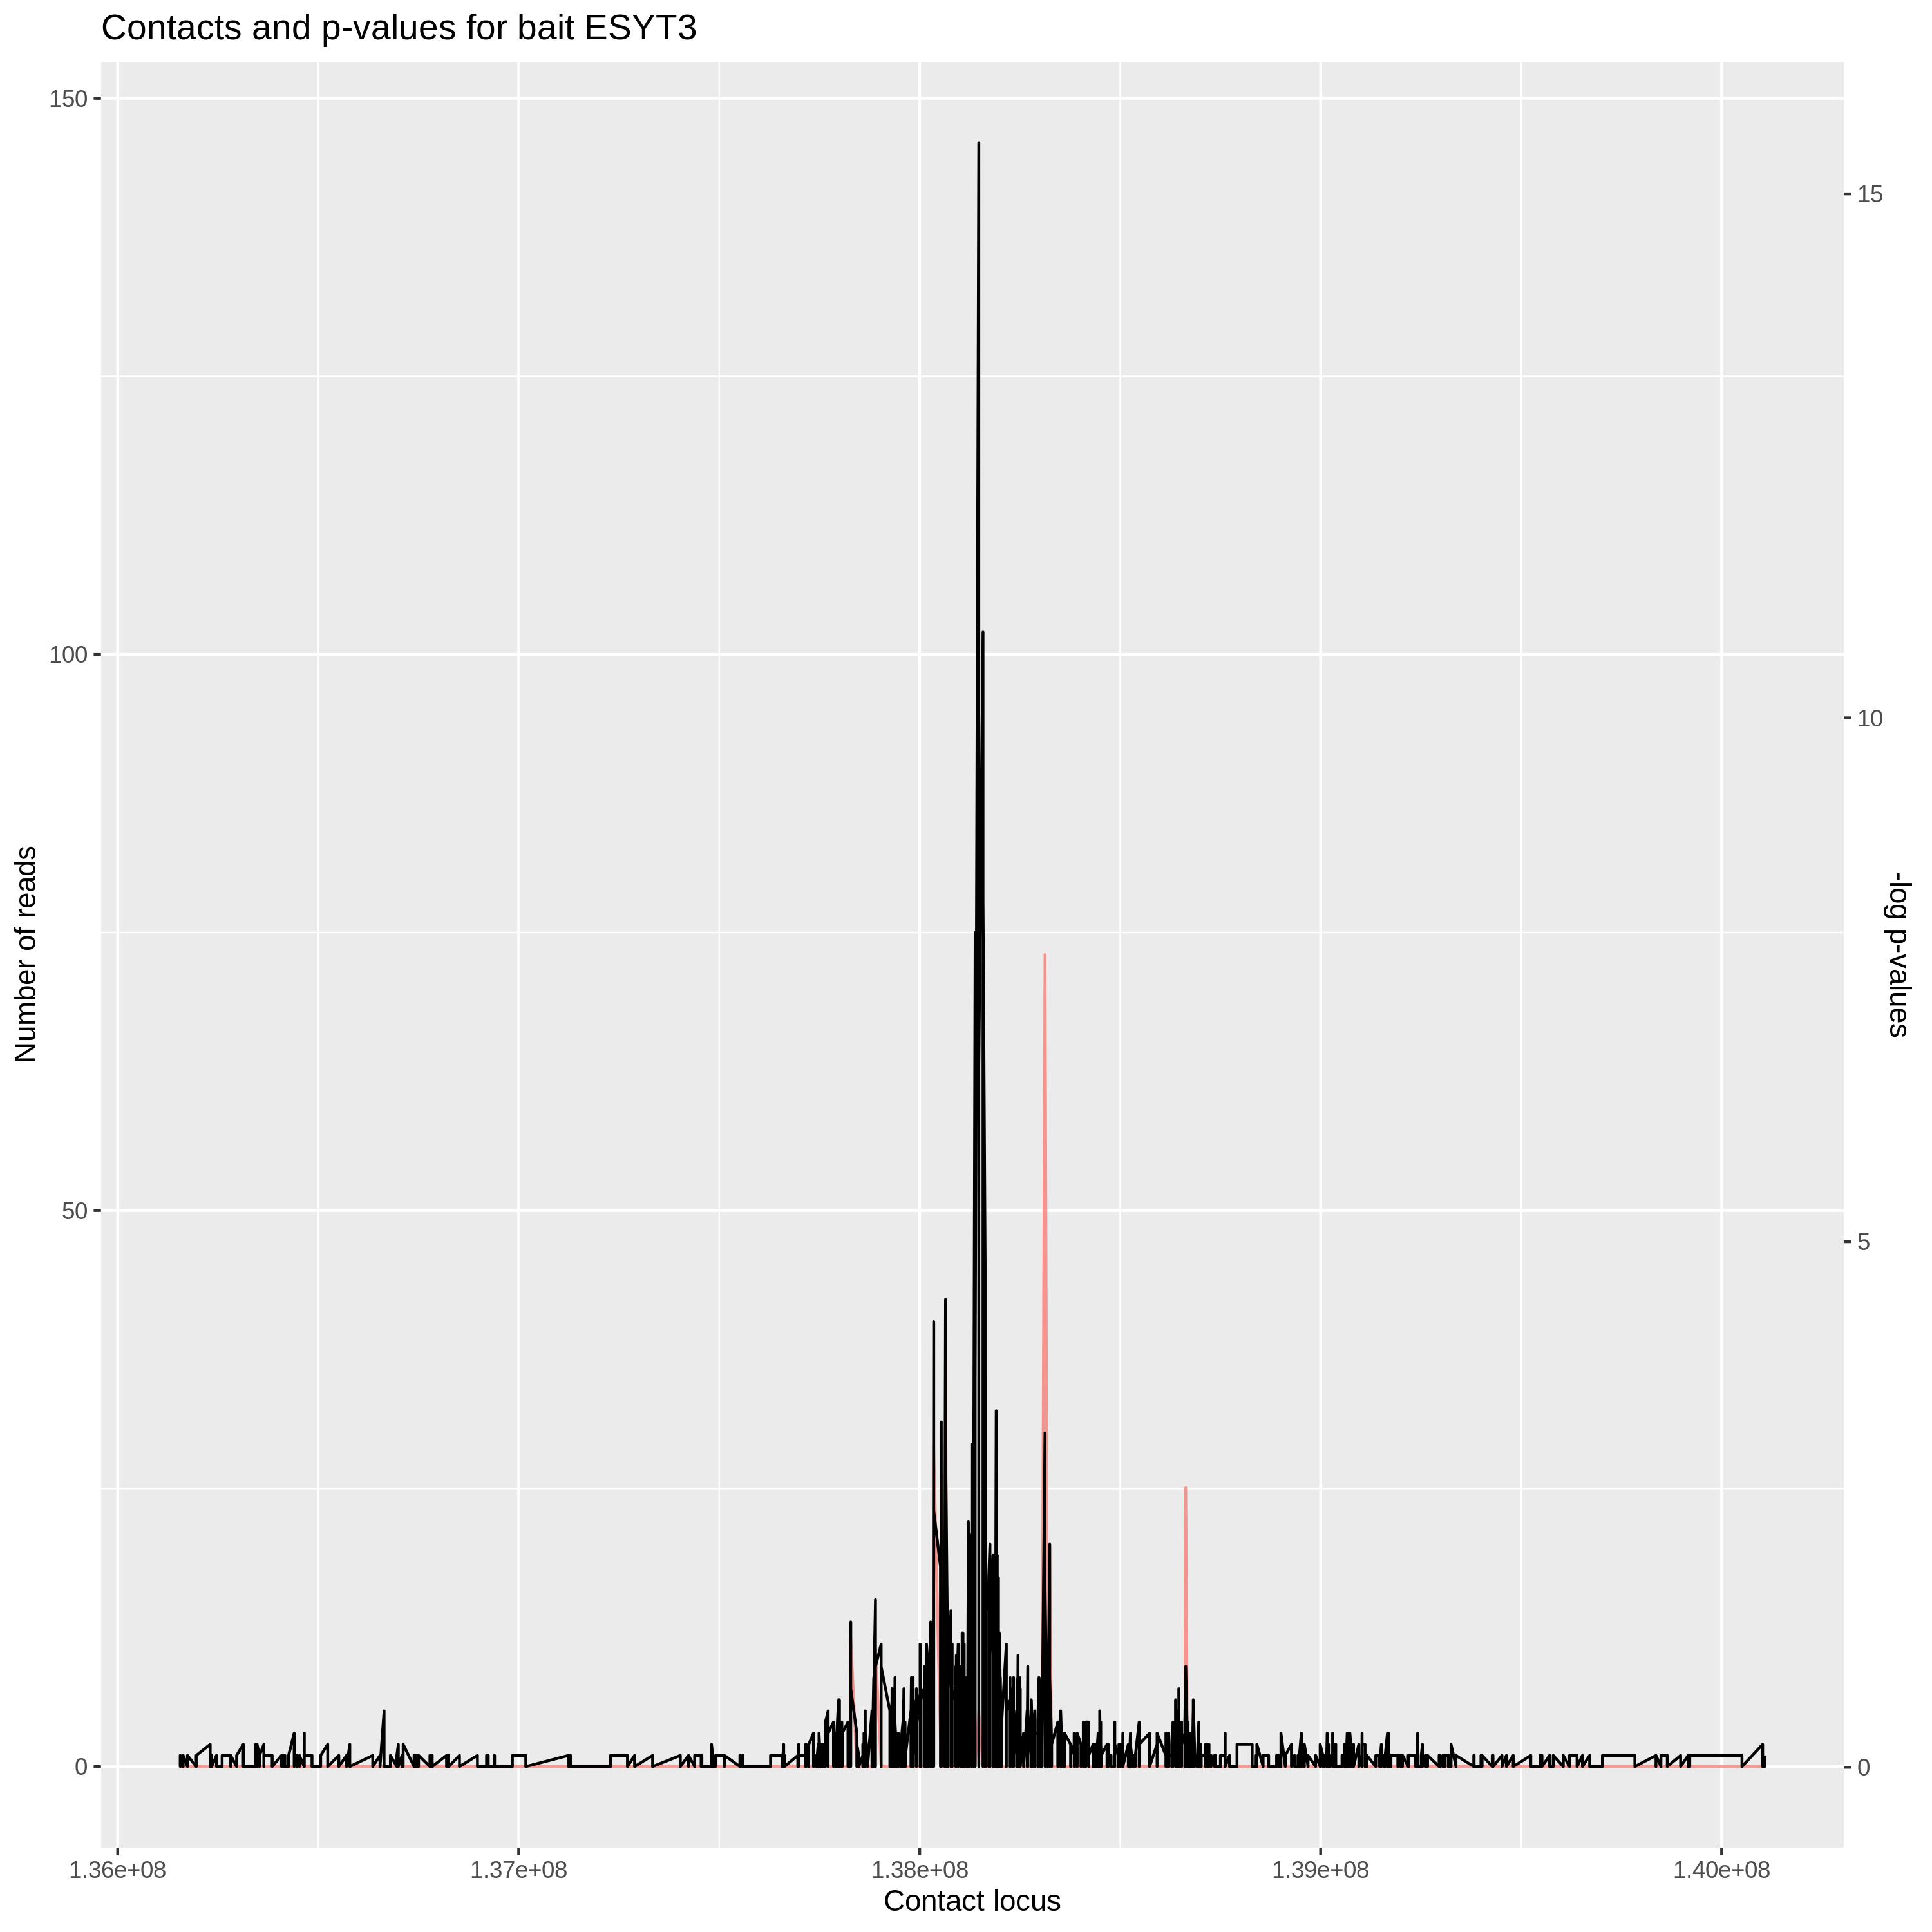 Contacts and p-values for bait ESYT3
150
100
50
0
Number of reads
15
10
5
0
-log p-values
1.36e+08
1.37e+08
1.38e+08
1.39e+08
1.40e+08
Contact locus